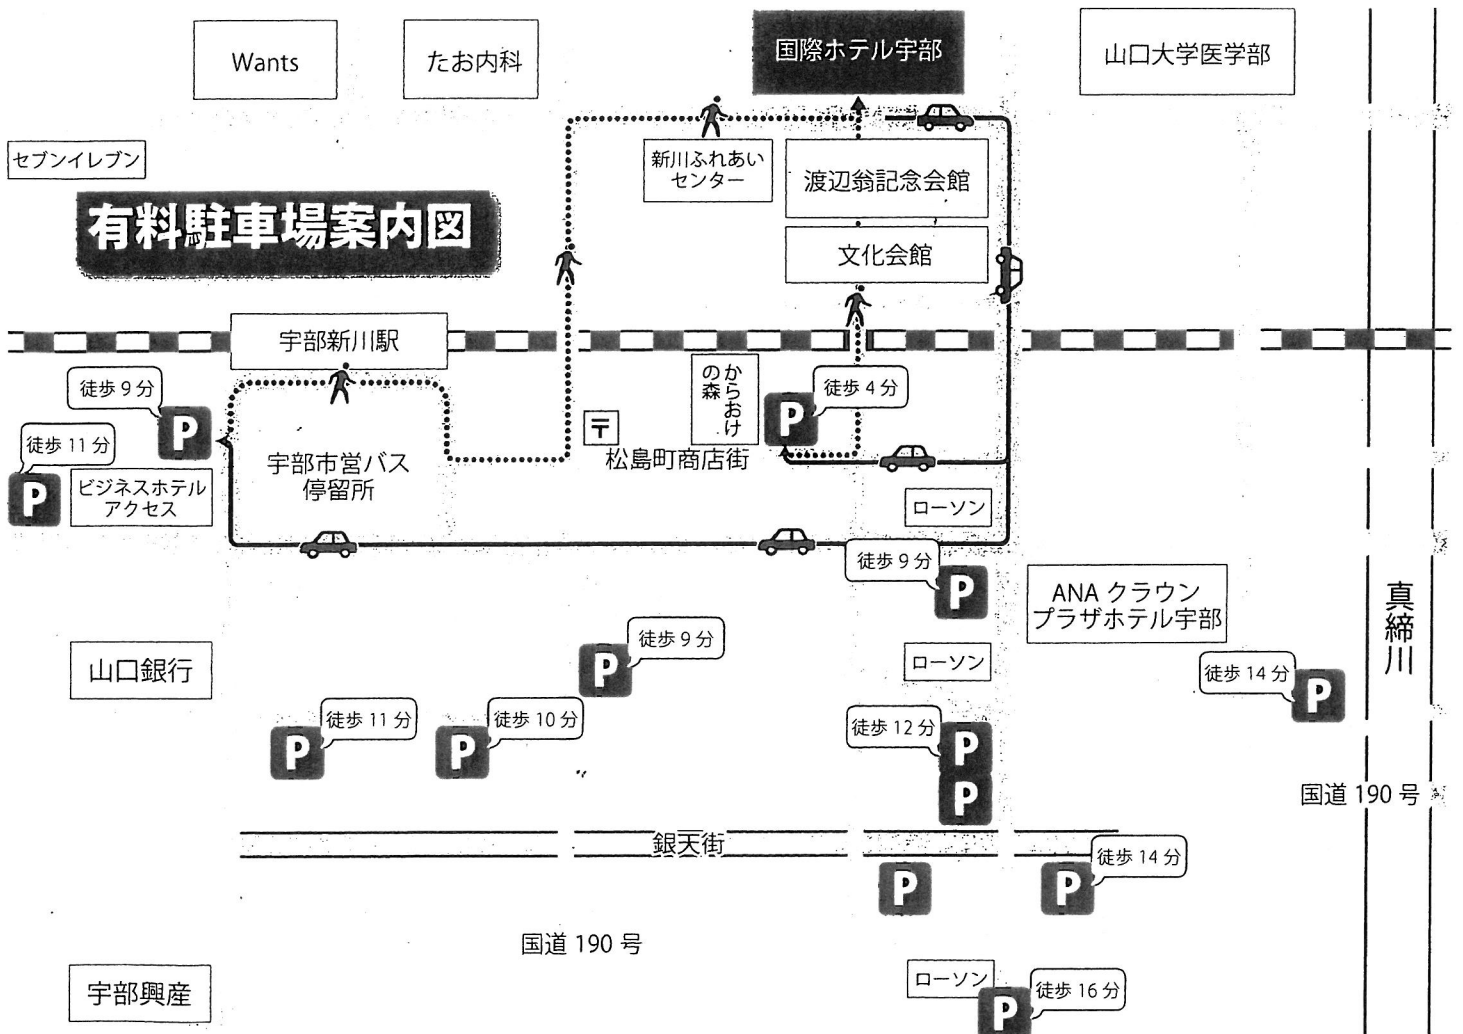 Wants
たお内科
国際ホテル宇部
山口大学医学部
セブンイレブン
新川ふれあい
センター
渡辺翁記念会館
有料駐車場案内図
文化会館
宇部新川駅
徒歩 9 分
P
からおけ
の森
徒歩 4 分
P
徒歩 11 分
P
ビジネスホテル
アクセス
宇部市営バス
停留所
〒
松島町商店街
ローソン
徒歩 9 分
P
ANA クラウン
プラザホテル宇部
真締川
山口銀行
徒歩 9 分
P
ローソン
徒歩 14 分
P
徒歩 11 分
P
徒歩 10 分
P
徒歩 12 分
P
P
国道 190 号
銀天街
P
徒歩 14 分
P
国道 190 号
宇部興産
ローソン
徒歩 16 分
P